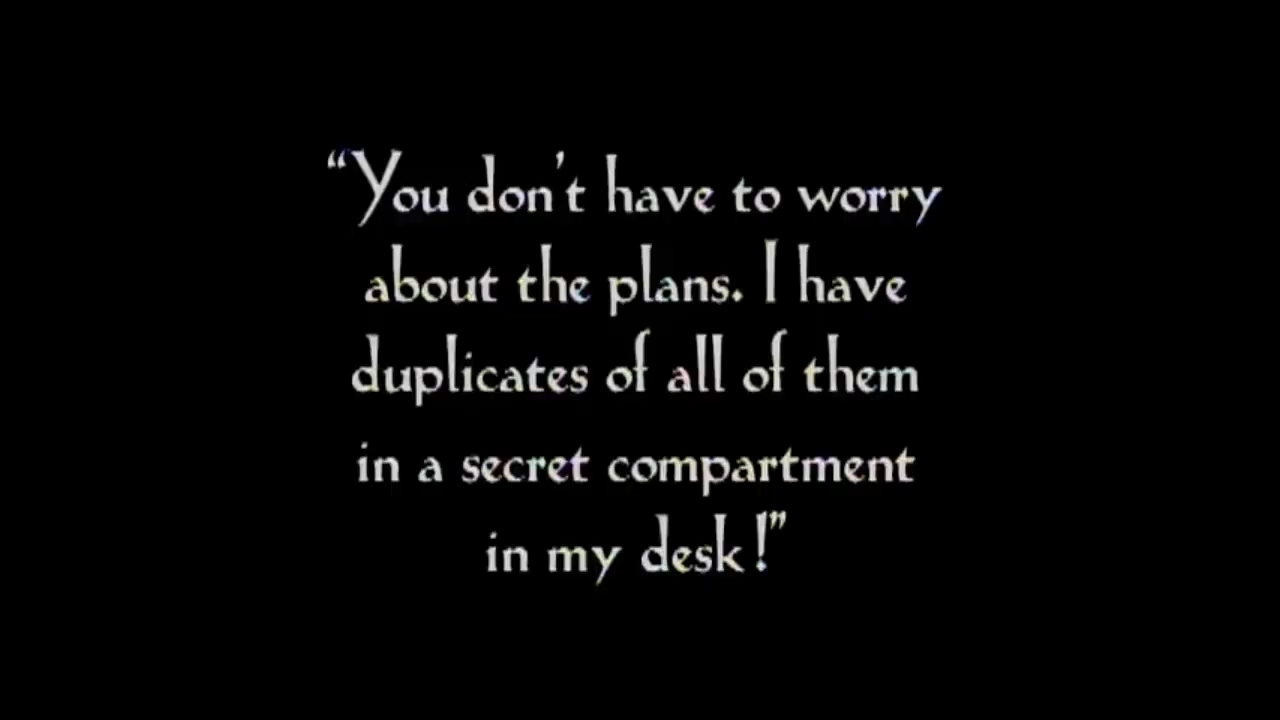 “You don't have to worry
about the plans. I have
duplicates of all of them
in a secret compartment
in my desk!”